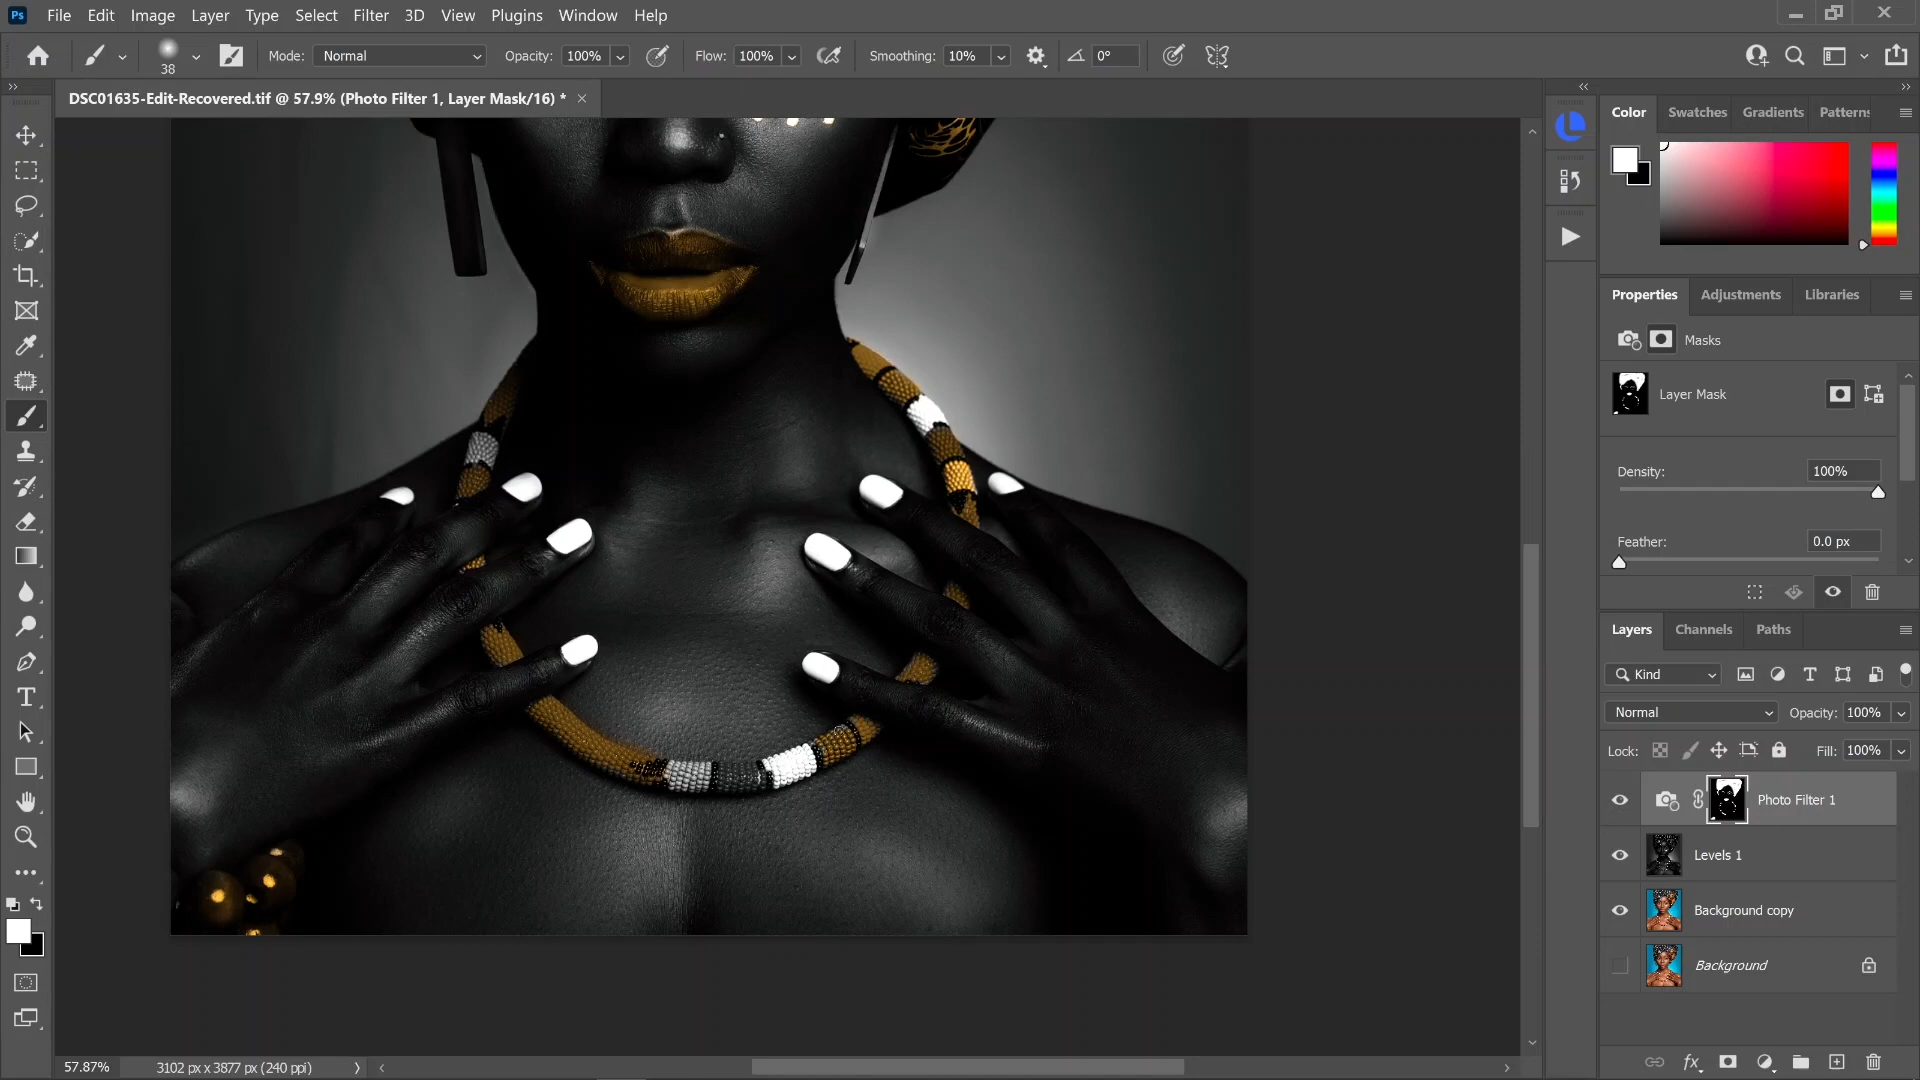 Ps File Edit Image Layer Type Select Filter 3D View Plugins Window Help
38 Mode: Normal Opacity: 100% Flow: 100% Smoothing: 10% 0°
DSC01635-Edit-Recovered.tif @ 57.9% (Photo Filter 1, Layer Mask/16) *
Color Swatches Gradients Patterns
Properties Adjustments Libraries
Masks
Layer Mask
Density: 100%
Feather: 0.0 px
Layers Channels Paths
Kind
Normal Opacity: 100%
Lock: Fill: 100%
Photo Filter 1
Levels 1
Background copy
Background
fx
57.87% 3102 px x 3877 px (240 ppi)